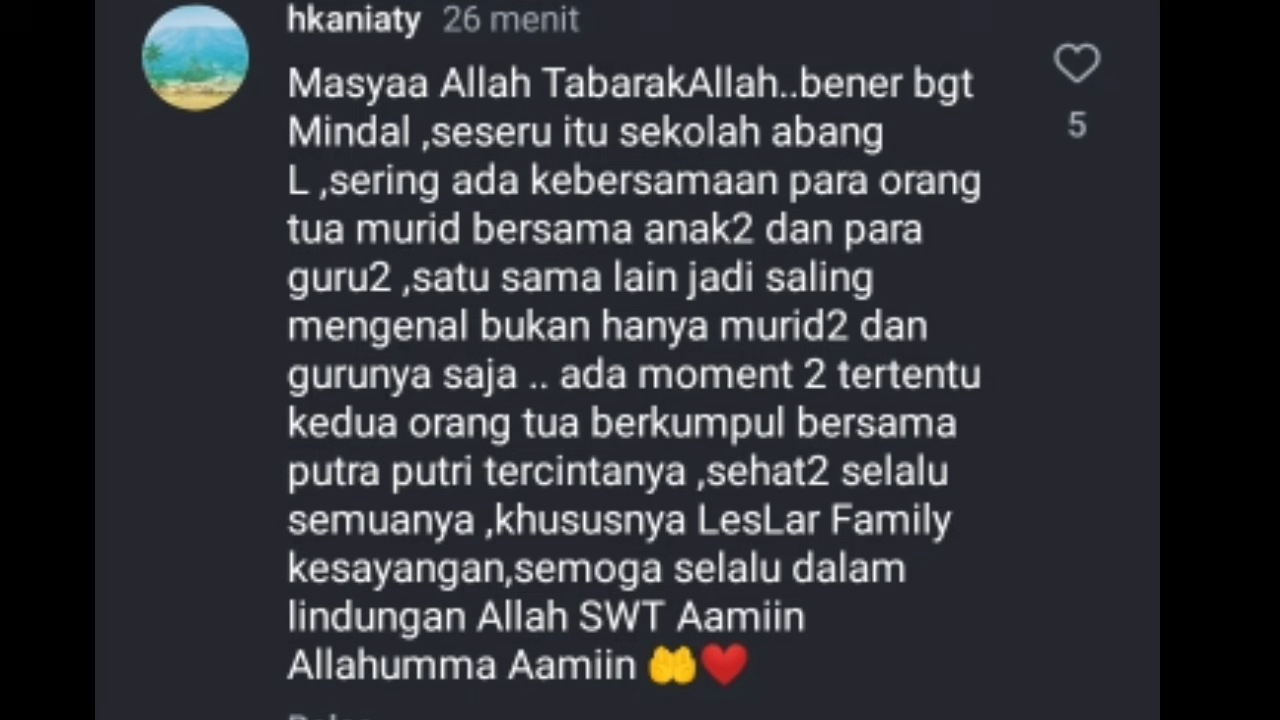 hkaniaty 26 menit
Masyaa Allah TabarakAllah..bener bgt
Mindal ,seseru itu sekolah abang
L ,sering ada kebersamaan para orang
tua murid bersama anak2 dan para
guru2 ,satu sama lain jadi saling
mengenal bukan hanya murid2 dan
gurunya saja .. ada moment 2 tertentu
kedua orang tua berkumpul bersama
putra putri tercintanya ,sehat2 selalu
semuanya ,khususnya LesLar Family
kesayangan,semoga selalu dalam
lindungan Allah SWT Aamiin
Allahumma Aamiin 🤲❤️
5